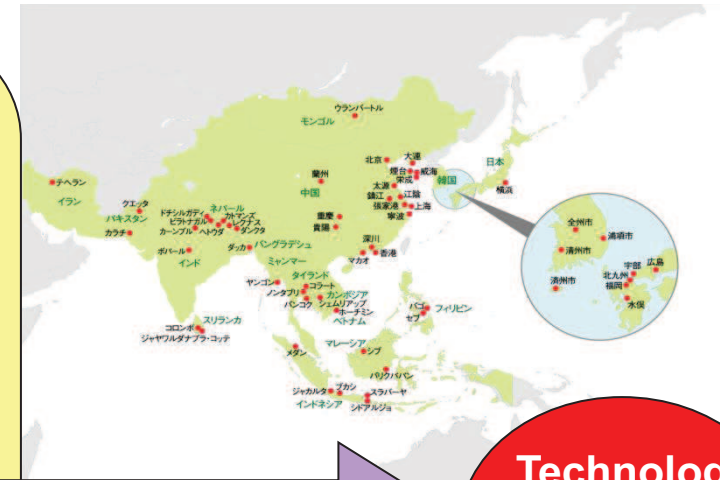 ウランバートル
モンゴル
北京
大連
煙台
威海
栄成
日本
蘭州
太原
韓国
中国
鎮江
江陰
横浜
テヘラン
イラン
クエッタ
パキスタン
カラチ
ネパール
ドチシルガディ
カトマンズ
ビラトナガル
レクナス
カーンプル
ヘトウダ
ダンクタ
重慶
貴陽
張家港
上海
寧波
全州市
浦項市
清州市
済州市
宇部
広島
北九州
福岡
水俣
ボパール
インド
ダッカ
バングラデシュ
ミャンマー
深川
マカオ
香港
ヤンゴン
タイランド
コラート
ノンタブリ
カンボジア
シェムリアップ
バンコク
ホーチミン
ベトナム
バゴ
フィリピン
セブ
スリランカ
コロンボ
ジャヤワルダナプラ・コッテ
マレーシア
メダン
シブ
バリクパパン
ジャカルタ
ブカシ
スラバーヤ
インドネシア
シドアルジョ
Technolog